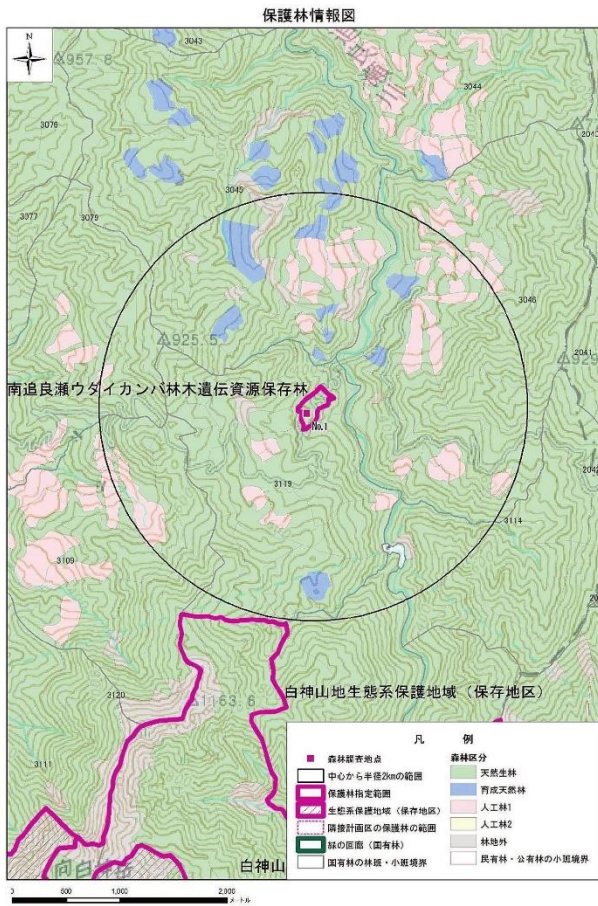 保護林情報図
N
957.8
3043
3044
3076
3045
3077
3079
3046
925.5
2041
929
南追良瀬ウダイカンバ林木遺伝資源保存林
No.1
3119
2042
3114
3109
白神山地生態系保護地域（保存地区）
3120
1163.6
3111
向白神岳
白神山
凡 例
森林調査地点
中心から半径2kmの範囲
保護林指定範囲
生態系保護地域（保存地区）
隣接計画区の保護林の範囲
緑の回廊（国有林）
国有林の林班・小班境界
森林区分
天然生林
育成天然林
人工林1
人工林2
林地外
民有林・公有林の小班境界
0 500 1,000 2,000
メートル